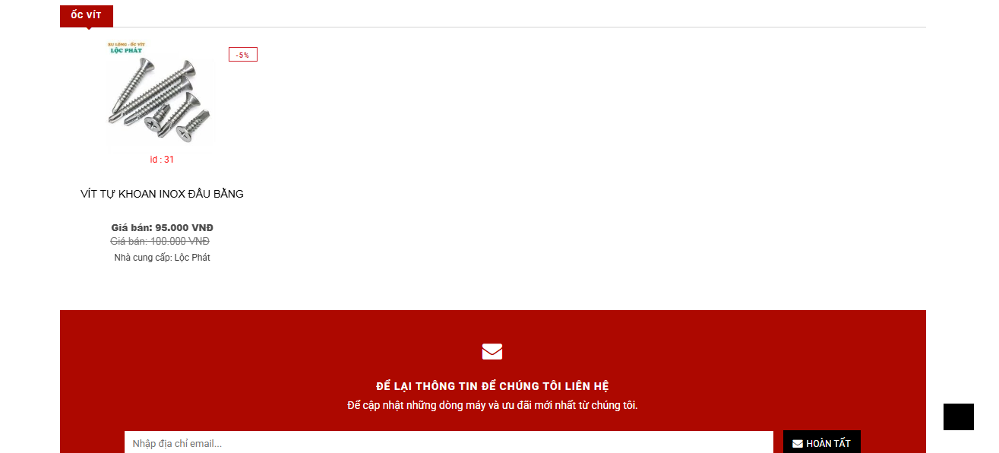 ỐC VÍT
BU LÔNG - ỐC VÍT
LỘC PHÁT
-5%
id : 31
VÍT TỰ KHOAN INOX ĐẦU BẰNG
Giá bán: 95.000 VNĐ
Giá bán: 100.000 VNĐ
Nhà cung cấp: Lộc Phát
ĐỂ LẠI THÔNG TIN ĐỂ CHÚNG TÔI LIÊN HỆ
Để cập nhật những dòng máy và ưu đãi mới nhất từ chúng tôi.
Nhập địa chỉ email...
HOÀN TẤT